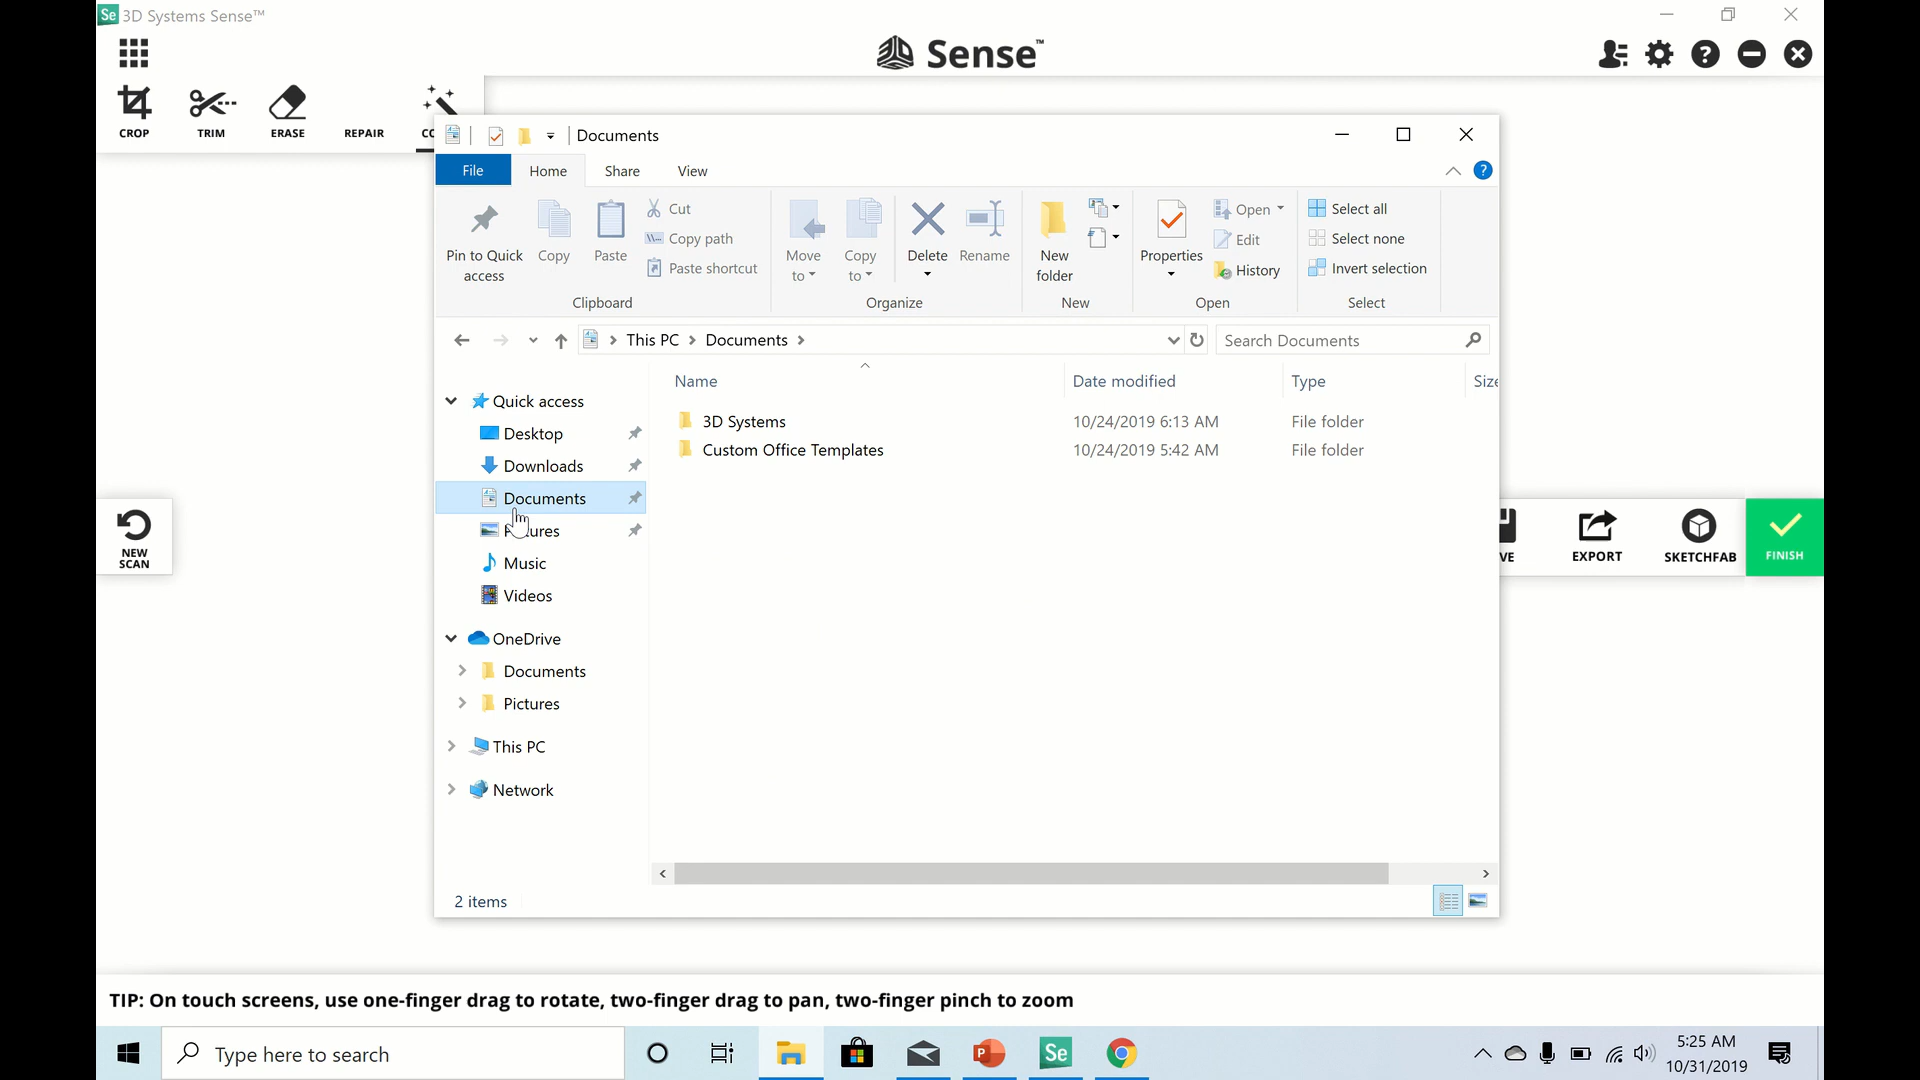 Se 3D Systems Sense™
Sense™
CROP
TRIM
ERASE
REPAIR
CO
Documents
File
Home
Share
View
Pin to Quick access
Copy
Paste
Cut
Copy path
Paste shortcut
Clipboard
Move to
Copy to
Delete
Rename
Organize
New folder
New
Properties
Open
Edit
History
Open
Select all
Select none
Invert selection
Select
This PC > Documents >
Search Documents
Name
Date modified
Type
Size
3D Systems
10/24/2019 6:13 AM
File folder
Custom Office Templates
10/24/2019 5:42 AM
File folder
Quick access
Desktop
Downloads
Documents
Music
Videos
OneDrive
Documents
Pictures
This PC
Network
2 items
NEW SCAN
VE
EXPORT
SKETCHFAB
FINISH
TIP: On touch screens, use one-finger drag to rotate, two-finger drag to pan, two-finger pinch to zoom
Type here to search
Se
5:25 AM
10/31/2019